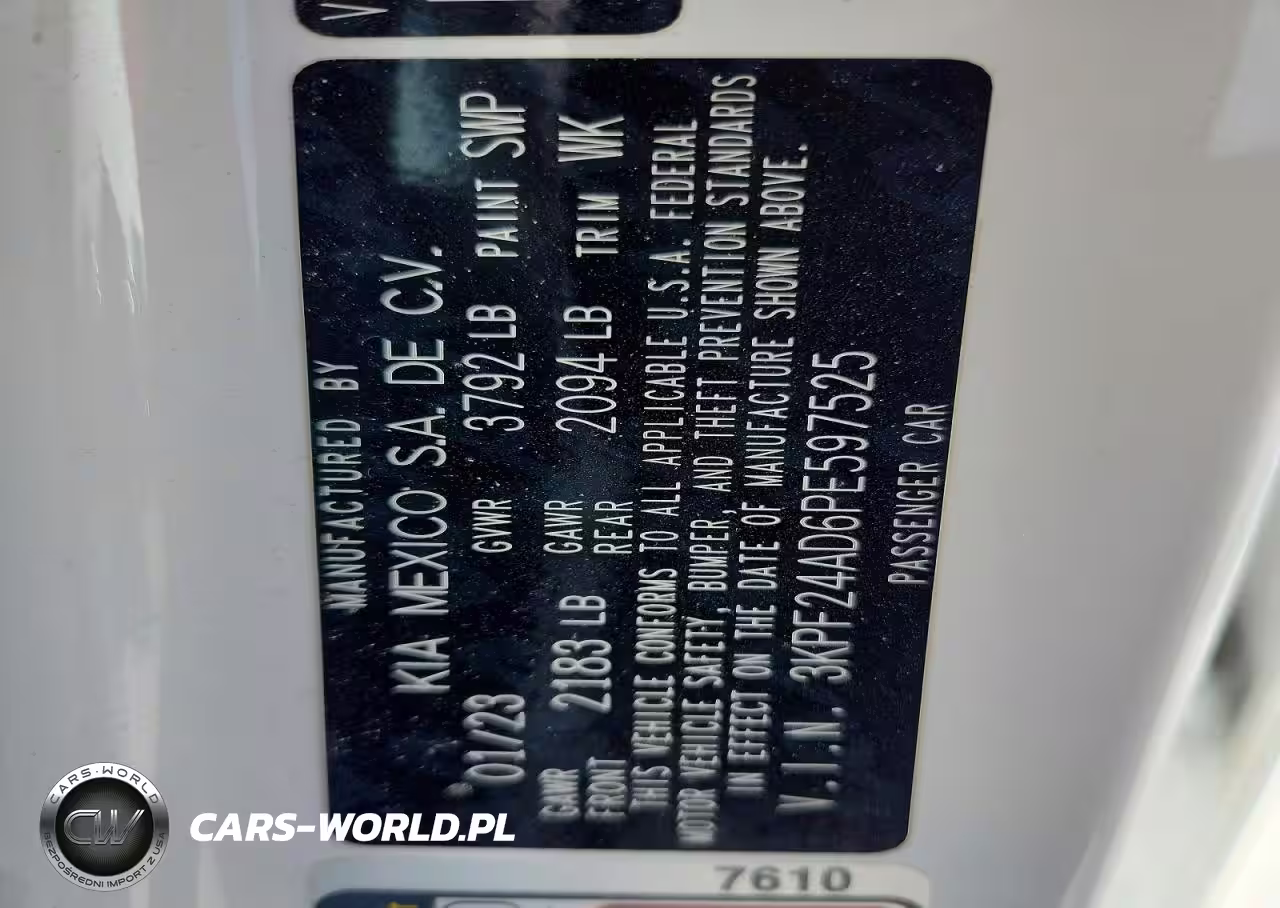 V
MANUFACTURED BY
KIA MEXICO S.A. DE C.V.
01/23 GVWR 3792 LB PAINT SWP
GAWR FRONT 2183 LB GAWR REAR 2094 LB TRIM WK
THIS VEHICLE CONFORMS TO ALL APPLICABLE U.S.A. FEDERAL
MOTOR VEHICLE SAFETY, BUMPER, AND THEFT PREVENTION STANDARDS
IN EFFECT ON THE DATE OF MANUFACTURE SHOWN ABOVE.
V.I.N. 3KPF24AD6PE597525
PASSENGER CAR
7610
CARS-WORLD
CW
BEZPOŚREDNI IMPORT Z USA
CARS-WORLD.PL